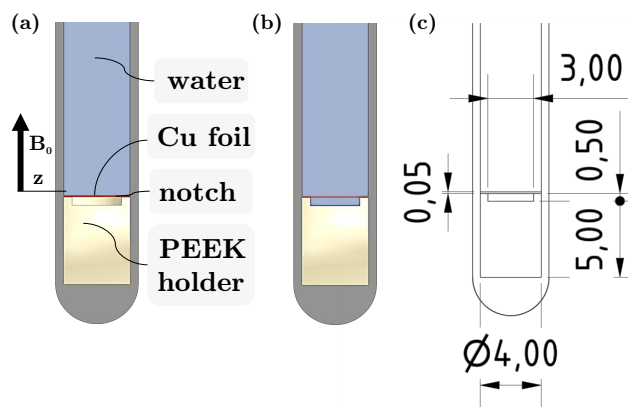 (a)
(b)
(c)
water
B₀
z
Cu foil
notch
PEEK
holder
3,00
0,50
0,05
5,00
Ø4,00